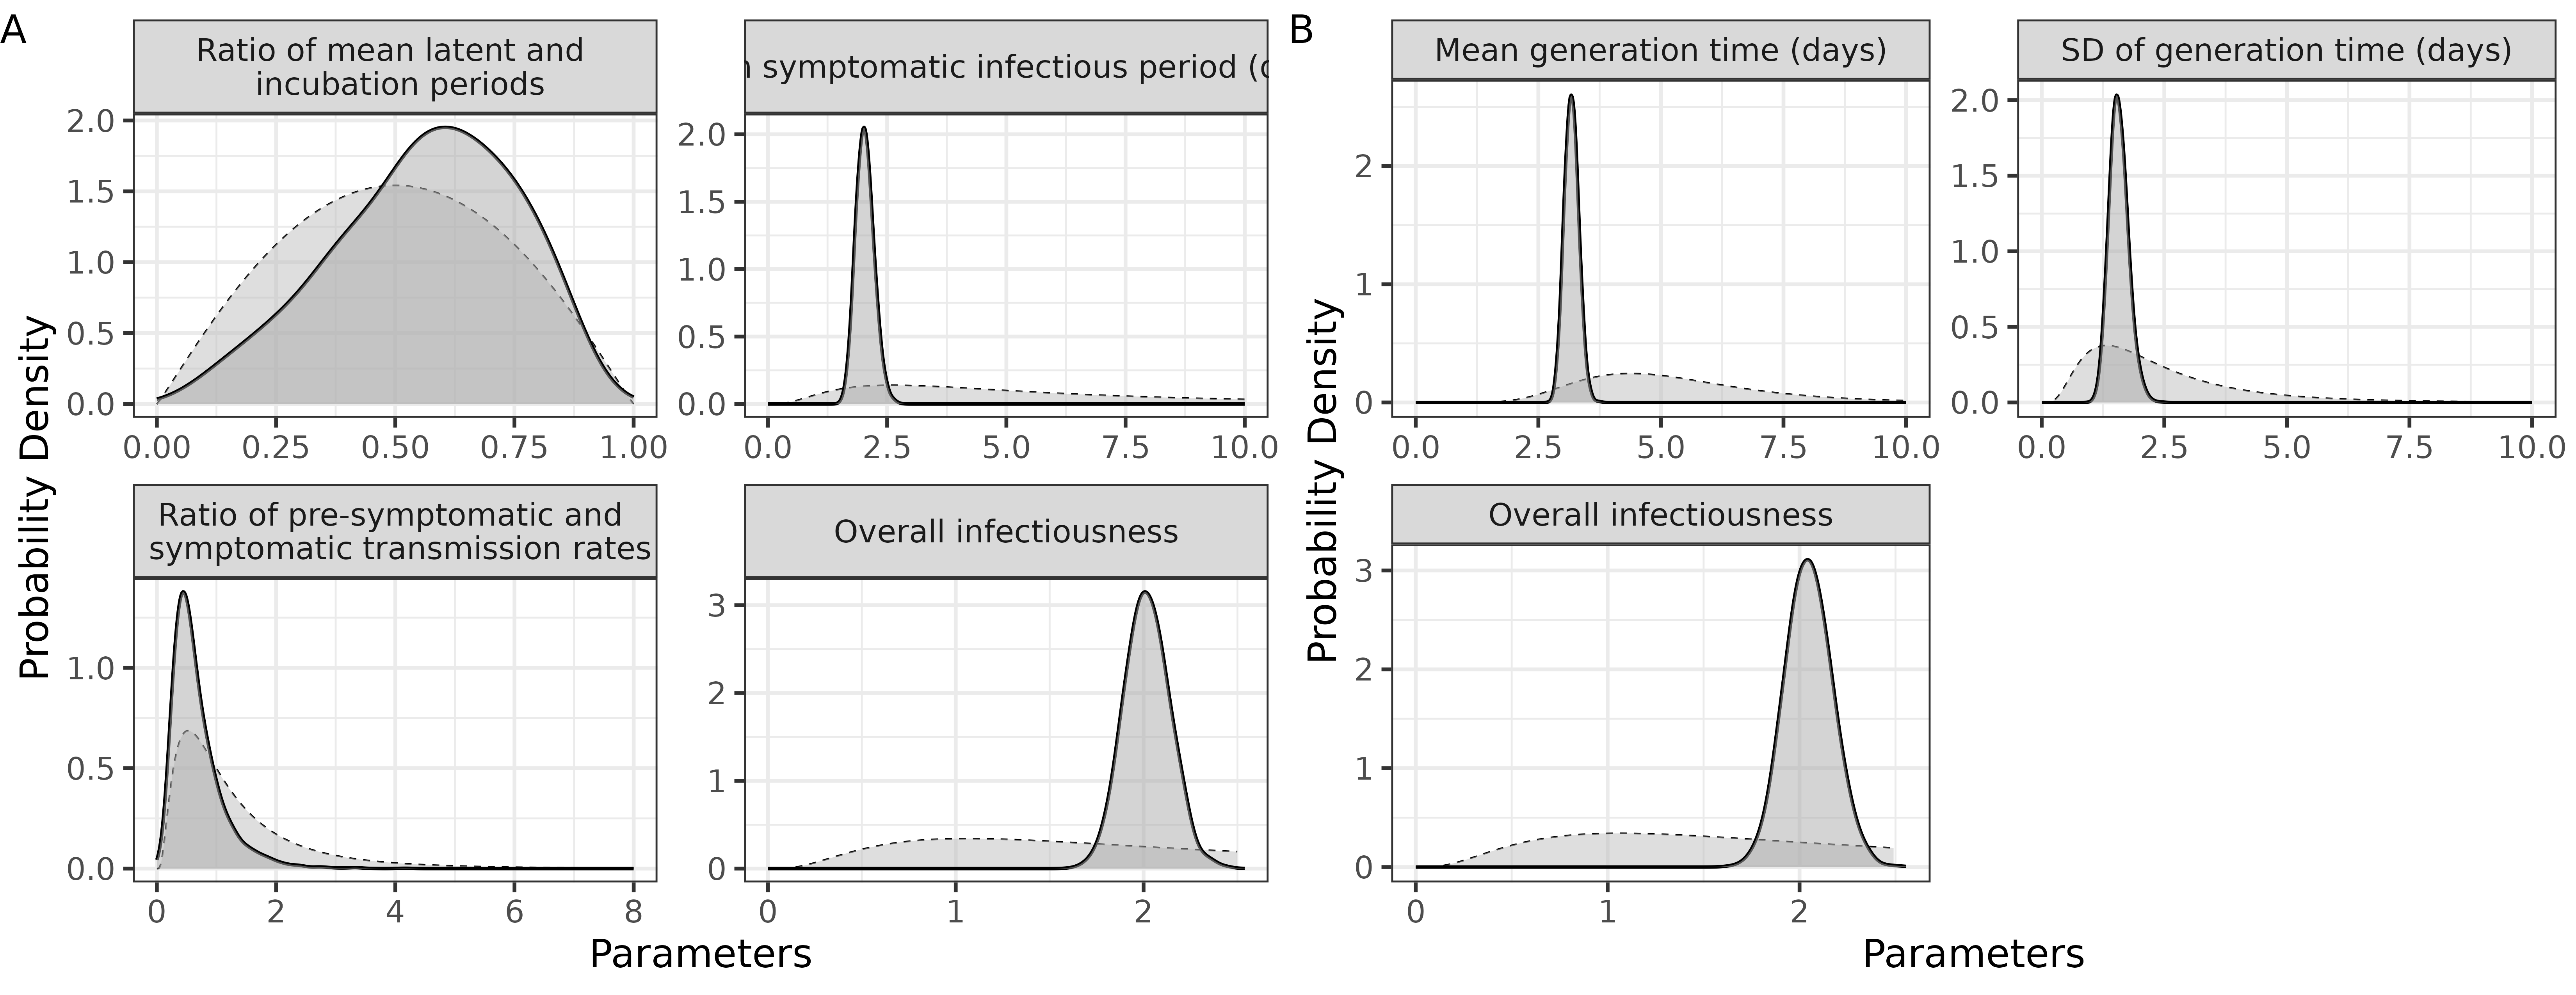 A
Ratio of mean latent and
incubation periods
2.0
1.5
1.0
0.5
0.0
0.00 0.25 0.50 0.75 1.00
symptomatic infectious period
2.0
1.5
1.0
0.5
0.0
0.0 2.5 5.0 7.5 10.0
Ratio of pre-symptomatic and
symptomatic transmission rates
1.0
0.5
0.0
0 2 4 6 8
Overall infectiousness
3
2
1
0
0 1 2
Probability Density
Parameters
B
Mean generation time (days)
2
1
0
0.0 2.5 5.0 7.5 10.0
SD of generation time (days)
2.0
1.5
1.0
0.5
0.0
0.0 2.5 5.0 7.5 10.0
Overall infectiousness
3
2
1
0
0 1 2
Probability Density
Parameters